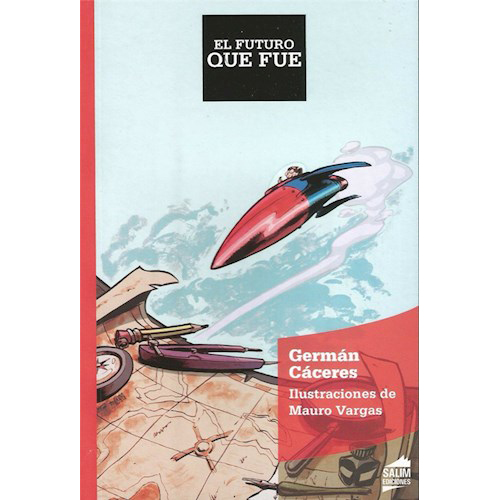 EL FUTURO
QUE FUE
Germán
Cáceres
Ilustraciones de
Mauro Vargas
SALIM
EDICIONES